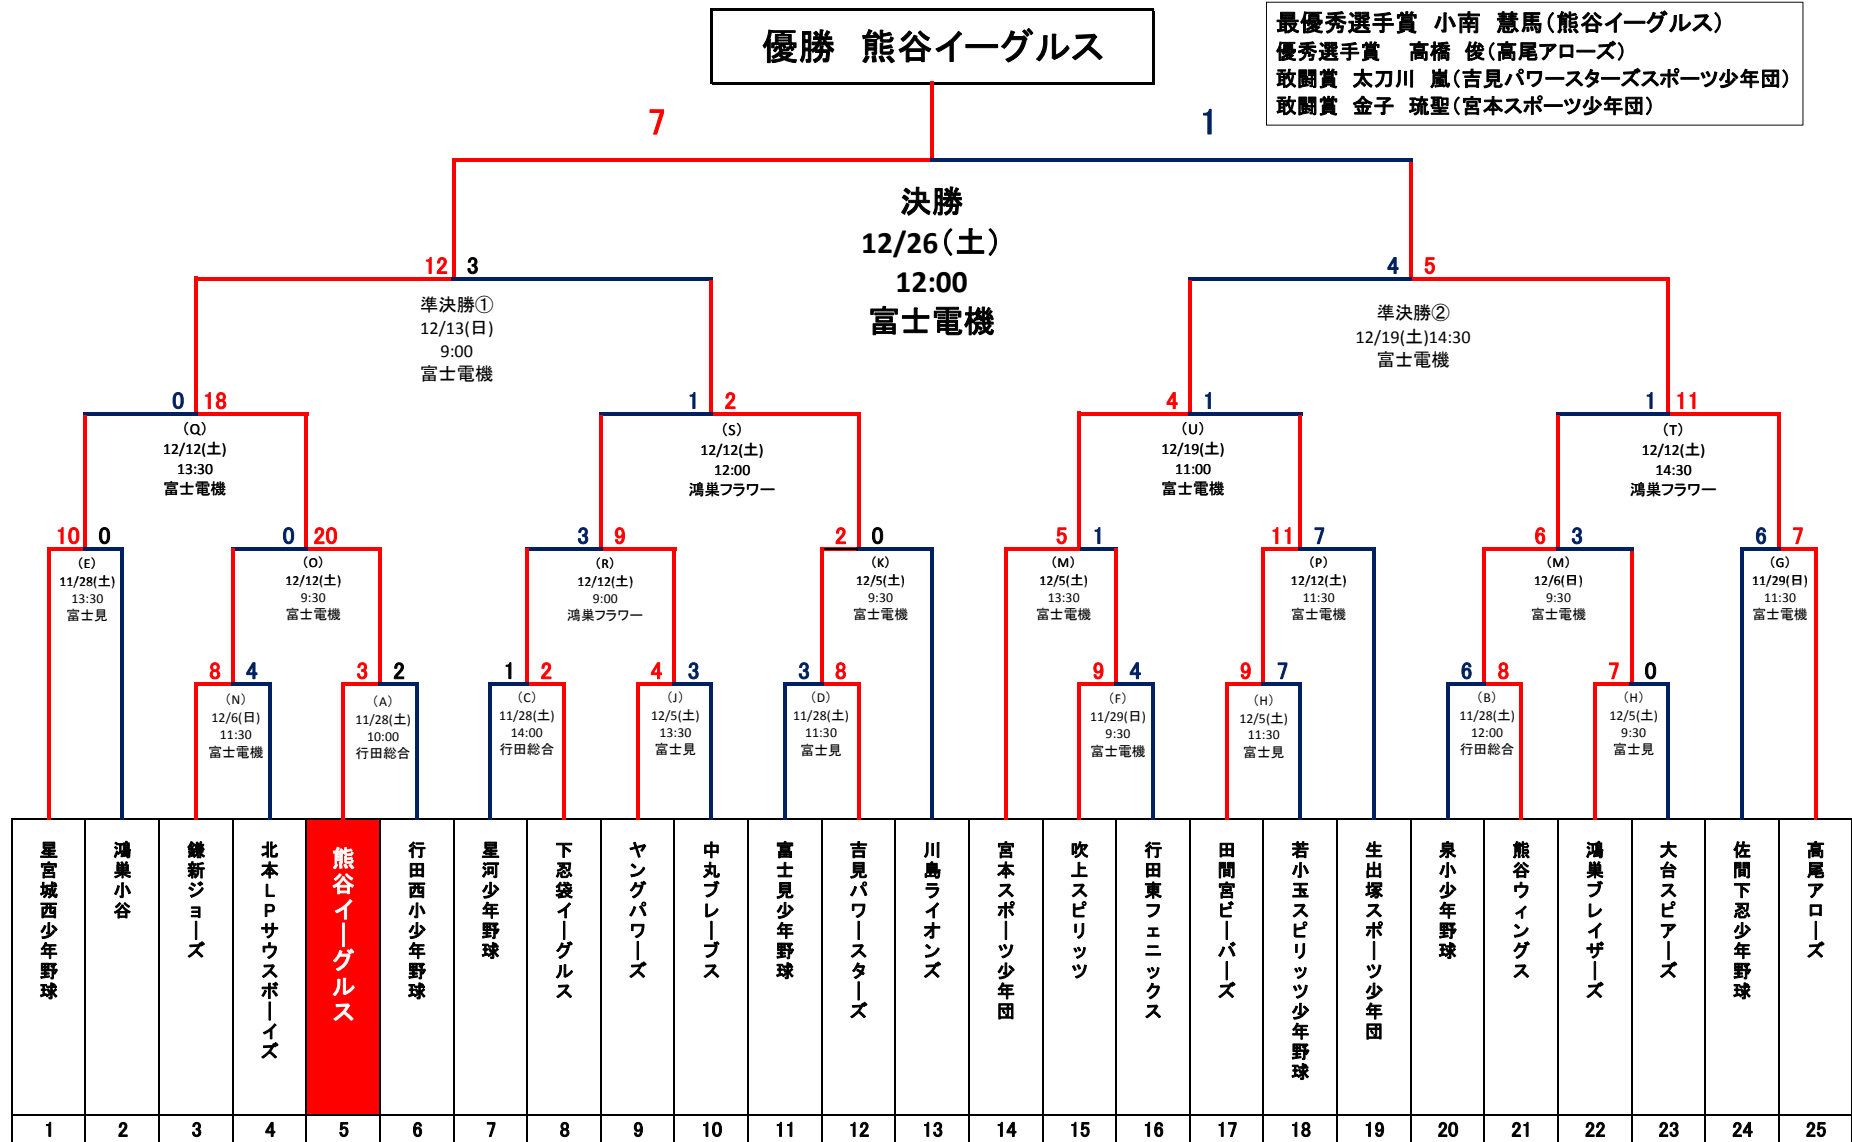 優勝 熊谷イーグルス
最優秀選手賞 小南 慧馬(熊谷イーグルス)
優秀選手賞 高橋 俊(高尾アローズ)
敢闘賞 太刀川 嵐(吉見パワースターズスポーツ少年団)
敢闘賞 金子 琉聖(宮本スポーツ少年団)
7 1
決勝
12/26(土)
12:00
富士電機
12 3
準決勝①
12/13(日)
9:00
富士電機
4 5
準決勝②
12/19(土)14:30
富士電機
0 18
(Q)
12/12(土)
13:30
富士電機
1 2
(S)
12/12(土)
12:00
鴻巣フラワー
4 1
(U)
12/19(土)
11:00
富士電機
1 11
(T)
12/12(土)
14:30
鴻巣フラワー
10 0
(E)
11/28(土)
13:30
富士見
0 20
(O)
12/12(土)
9:30
富士電機
3 9
(R)
12/12(土)
9:00
鴻巣フラワー
2 0
(K)
12/5(土)
9:30
富士電機
5 1
(M)
12/5(土)
13:30
富士電機
11 7
(P)
12/12(土)
11:30
富士電機
6 3
(M)
12/6(日)
9:30
富士電機
6 7
(G)
11/29(日)
11:30
富士電機
8 4
(N)
12/6(日)
11:30
富士電機
3 2
(A)
11/28(土)
10:00
行田総合
1 2
(C)
11/28(土)
14:00
行田総合
4 3
(J)
12/5(土)
13:30
富士見
3 8
(D)
11/28(土)
11:30
富士見
9 4
(F)
11/29(日)
9:30
富士電機
9 7
(H)
12/5(土)
11:30
富士見
6 8
(B)
11/28(土)
12:00
行田総合
7 0
(H)
12/5(土)
9:30
富士見
星宮城西少年野球
鴻巣小谷
鎌新ジョーズ
北本LPサウスボーイズ
熊谷イーグルス
行田西小少年野球
星河少年野球
下忍袋イーグルス
ヤングパワーズ
中丸ブレーブス
富士見少年野球
吉見パワースターズ
川島ライオンズ
宮本スポーツ少年団
吹上スピリッツ
行田東フェニックス
田間宮ビーバーズ
若小玉スピリッツ少年野球
生出塚スポーツ少年団
泉小少年野球
熊谷ウィングス
鴻巣ブレイザーズ
大台スピアーズ
佐間下忍少年野球
高尾アローズ
1 2 3 4 5 6 7 8 9 10 11 12 13 14 15 16 17 18 19 20 21 22 23 24 25